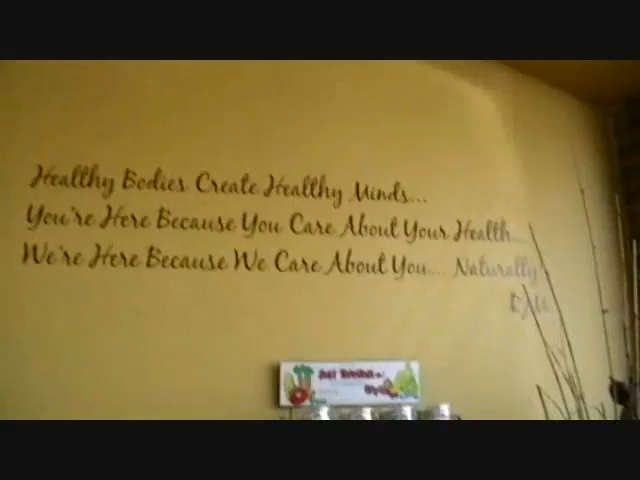 Healthy Bodies Create Healthy Minds...
You're Here Because You Care About Your Health...
We're Here Because We Care About You... Naturally
Just